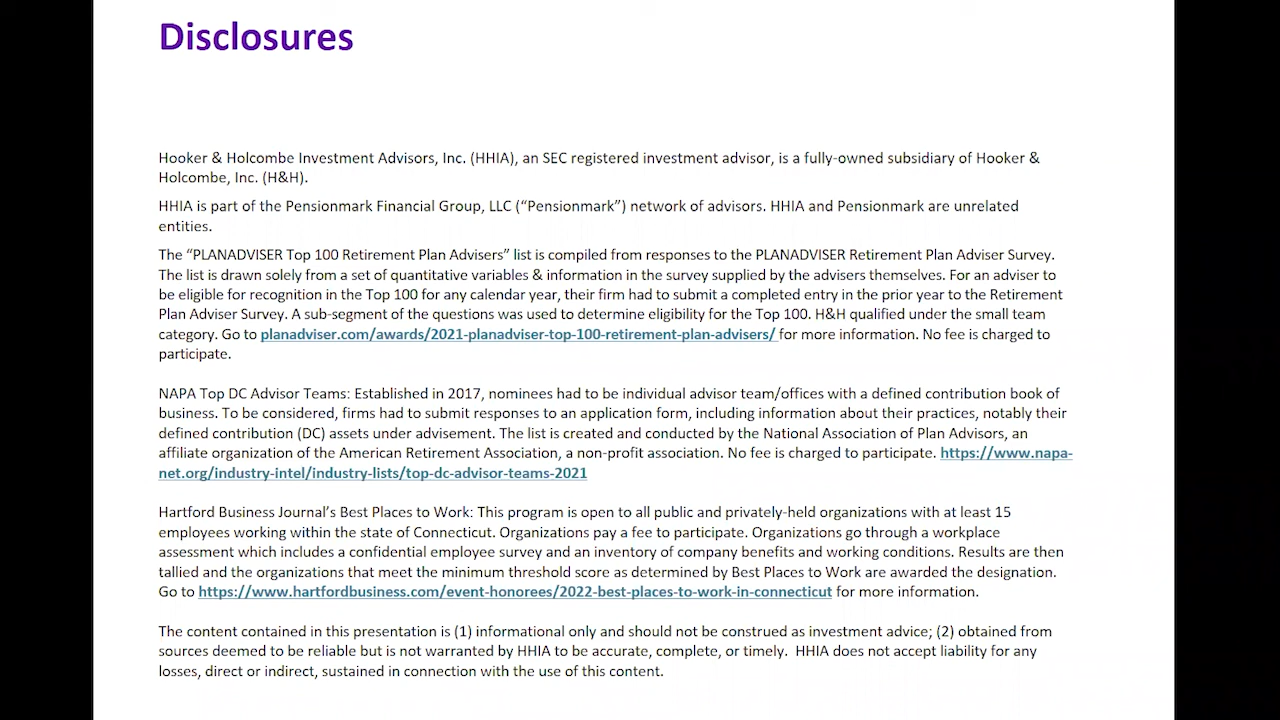 Disclosures
Hooker & Holcombe Investment Advisors, Inc. (HHIA), an SEC registered investment advisor, is a fully-owned subsidiary of Hooker &
Holcombe, Inc. (H&H).
HHIA is part of the Pensionmark Financial Group, LLC (“Pensionmark”) network of advisors. HHIA and Pensionmark are unrelated
entities.
The “PLANADVISER Top 100 Retirement Plan Advisers” list is compiled from responses to the PLANADVISER Retirement Plan Adviser Survey.
The list is drawn solely from a set of quantitative variables & information in the survey supplied by the advisers themselves. For an adviser to
be eligible for recognition in the Top 100 for any calendar year, their firm had to submit a completed entry in the prior year to the Retirement
Plan Adviser Survey. A sub-segment of the questions was used to determine eligibility for the Top 100. H&H qualified under the small team
category. Go to planadviser.com/awards/2021-planadviser-top-100-retirement-plan-advisers/ for more information. No fee is charged to
participate.
NAPA Top DC Advisor Teams: Established in 2017, nominees had to be individual advisor team/offices with a defined contribution book of
business. To be considered, firms had to submit responses to an application form, including information about their practices, notably their
defined contribution (DC) assets under advisement. The list is created and conducted by the National Association of Plan Advisors, an
affiliate organization of the American Retirement Association, a non-profit association. No fee is charged to participate. https://www.napa-
net.org/industry-intel/industry-lists/top-dc-advisor-teams-2021
Hartford Business Journal’s Best Places to Work: This program is open to all public and privately-held organizations with at least 15
employees working within the state of Connecticut. Organizations pay a fee to participate. Organizations go through a workplace
assessment which includes a confidential employee survey and an inventory of company benefits and working conditions. Results are then
tallied and the organizations that meet the minimum threshold score as determined by Best Places to Work are awarded the designation.
Go to https://www.hartfordbusiness.com/event-honorees/2022-best-places-to-work-in-connecticut for more information.
The content contained in this presentation is (1) informational only and should not be construed as investment advice; (2) obtained from
sources deemed to be reliable but is not warranted by HHIA to be accurate, complete, or timely. HHIA does not accept liability for any
losses, direct or indirect, sustained in connection with the use of this content.